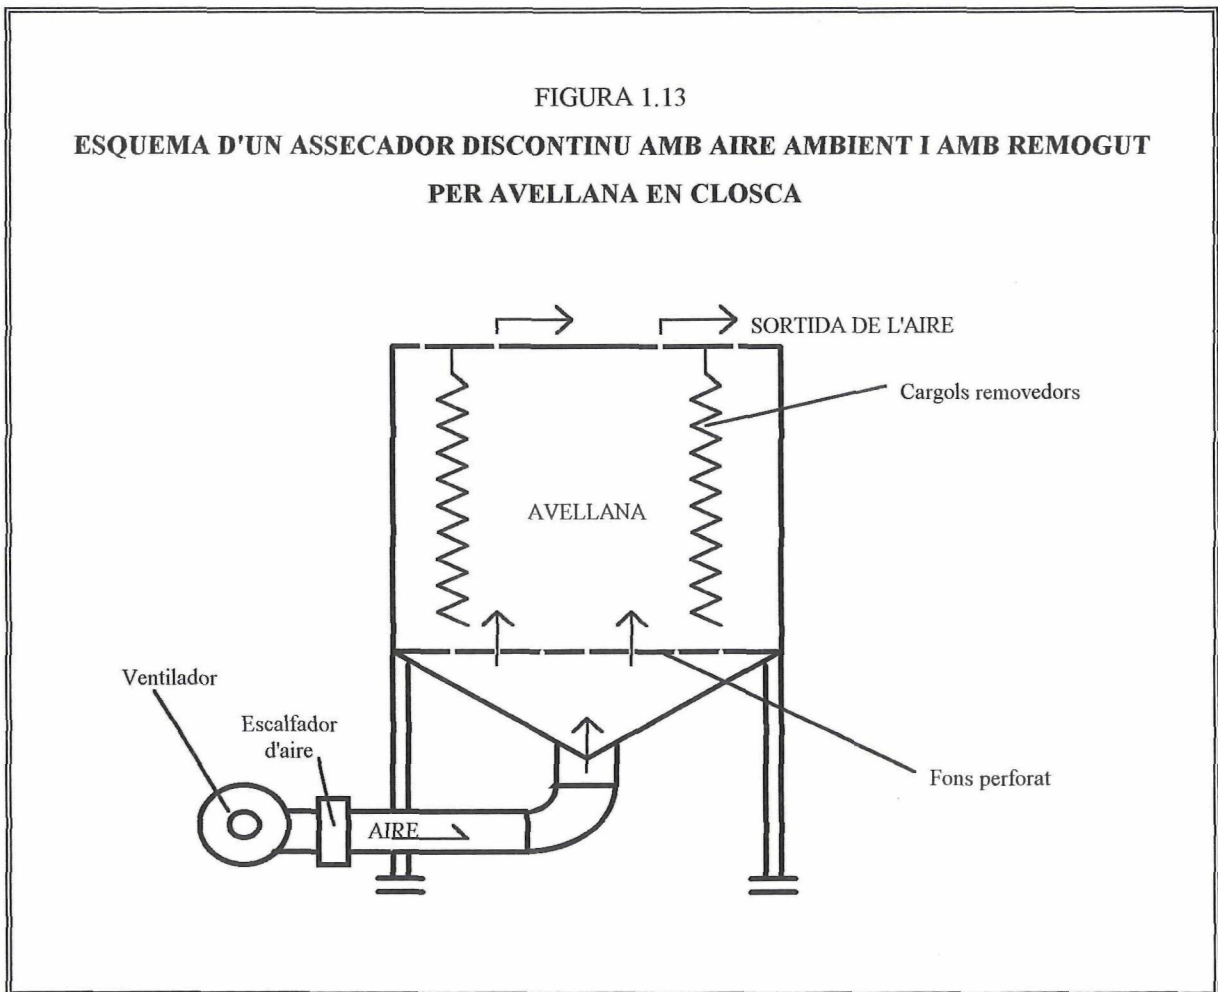 FIGURA 1.13
ESQUEMA D'UN ASSECADOR DISCONTINU AMB AIRE AMBIENT I AMB REMOGUT
PER AVELLANA EN CLOSCA
SORTIDA DE L'AIRE
Cargols removedors
AVELLANA
Ventilador
Escalfador
d'aire
Fons perforat
AIRE